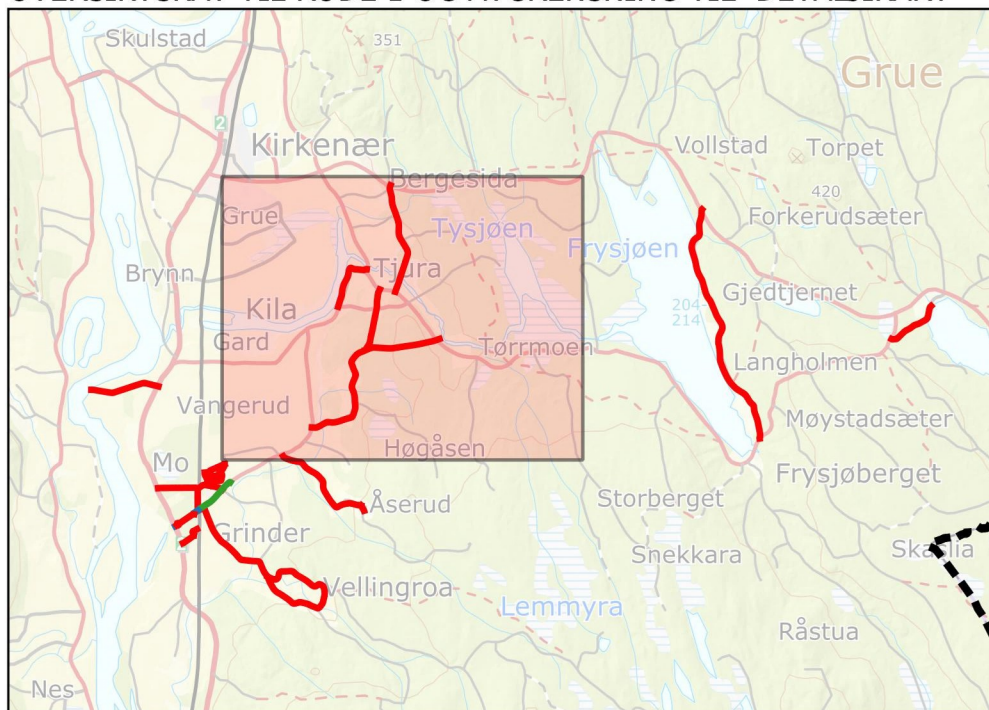 Skulstad
351
Grue
2
Kirkenær
Vollstad
Torpet
Bergesida
420
Grue
Tysjøen
Forkerudsæter
Frysjøen
Brynn
Tjura
Gjedtjernet
Kila
204-
214
Gard
Tørrmoen
Langholmen
Vangerud
Møystadsæter
Høgåsen
Mo
Frysjøberget
Åserud
Storberget
Grinder
Skaslia
Snekkara
Vellingroa
Lemmyra
Råstua
Nes